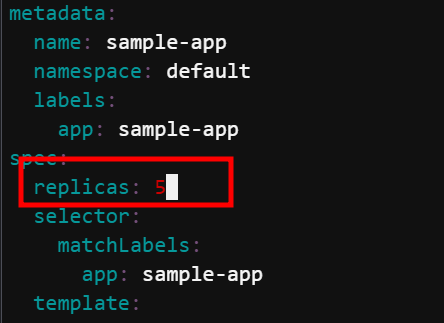 metadata:
  name: sample-app
  namespace: default
  labels:
    app: sample-app
spec:
  replicas: 5
  selector:
    matchLabels:
      app: sample-app
  template: